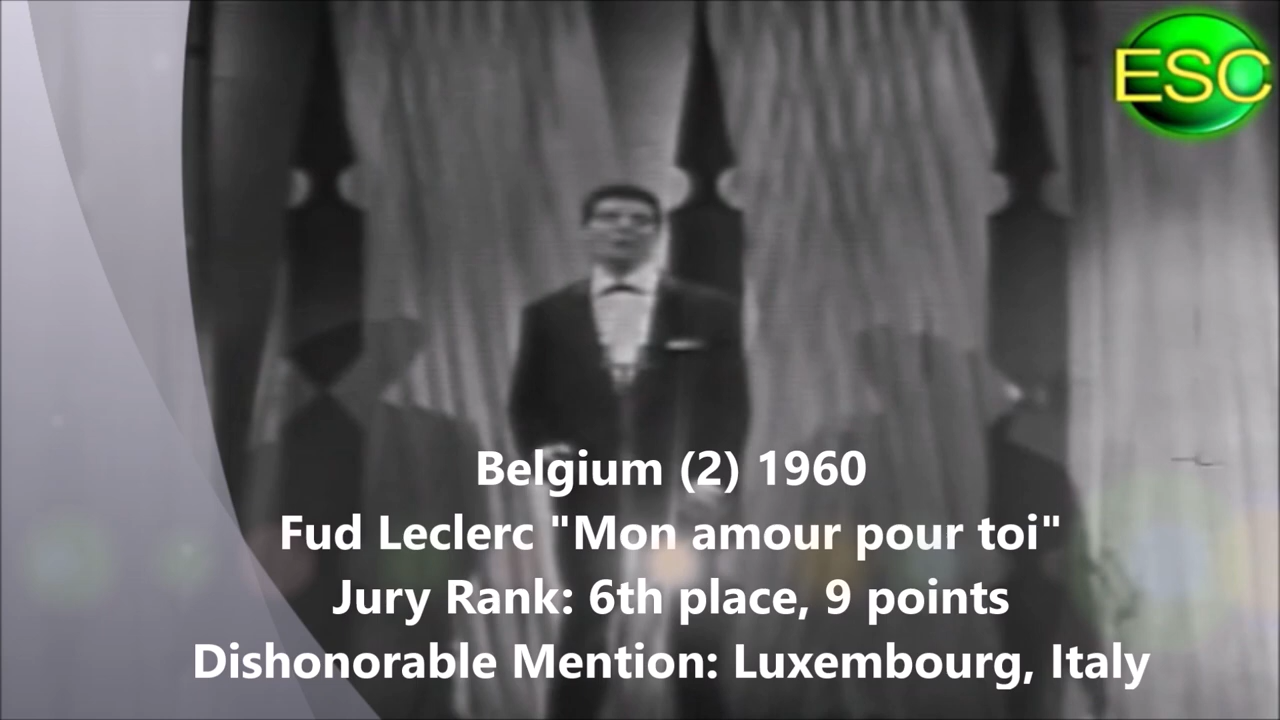 ESC
Belgium (2) 1960
Fud Leclerc "Mon amour pour toi"
Jury Rank: 6th place, 9 points
Dishonorable Mention: Luxembourg, Italy